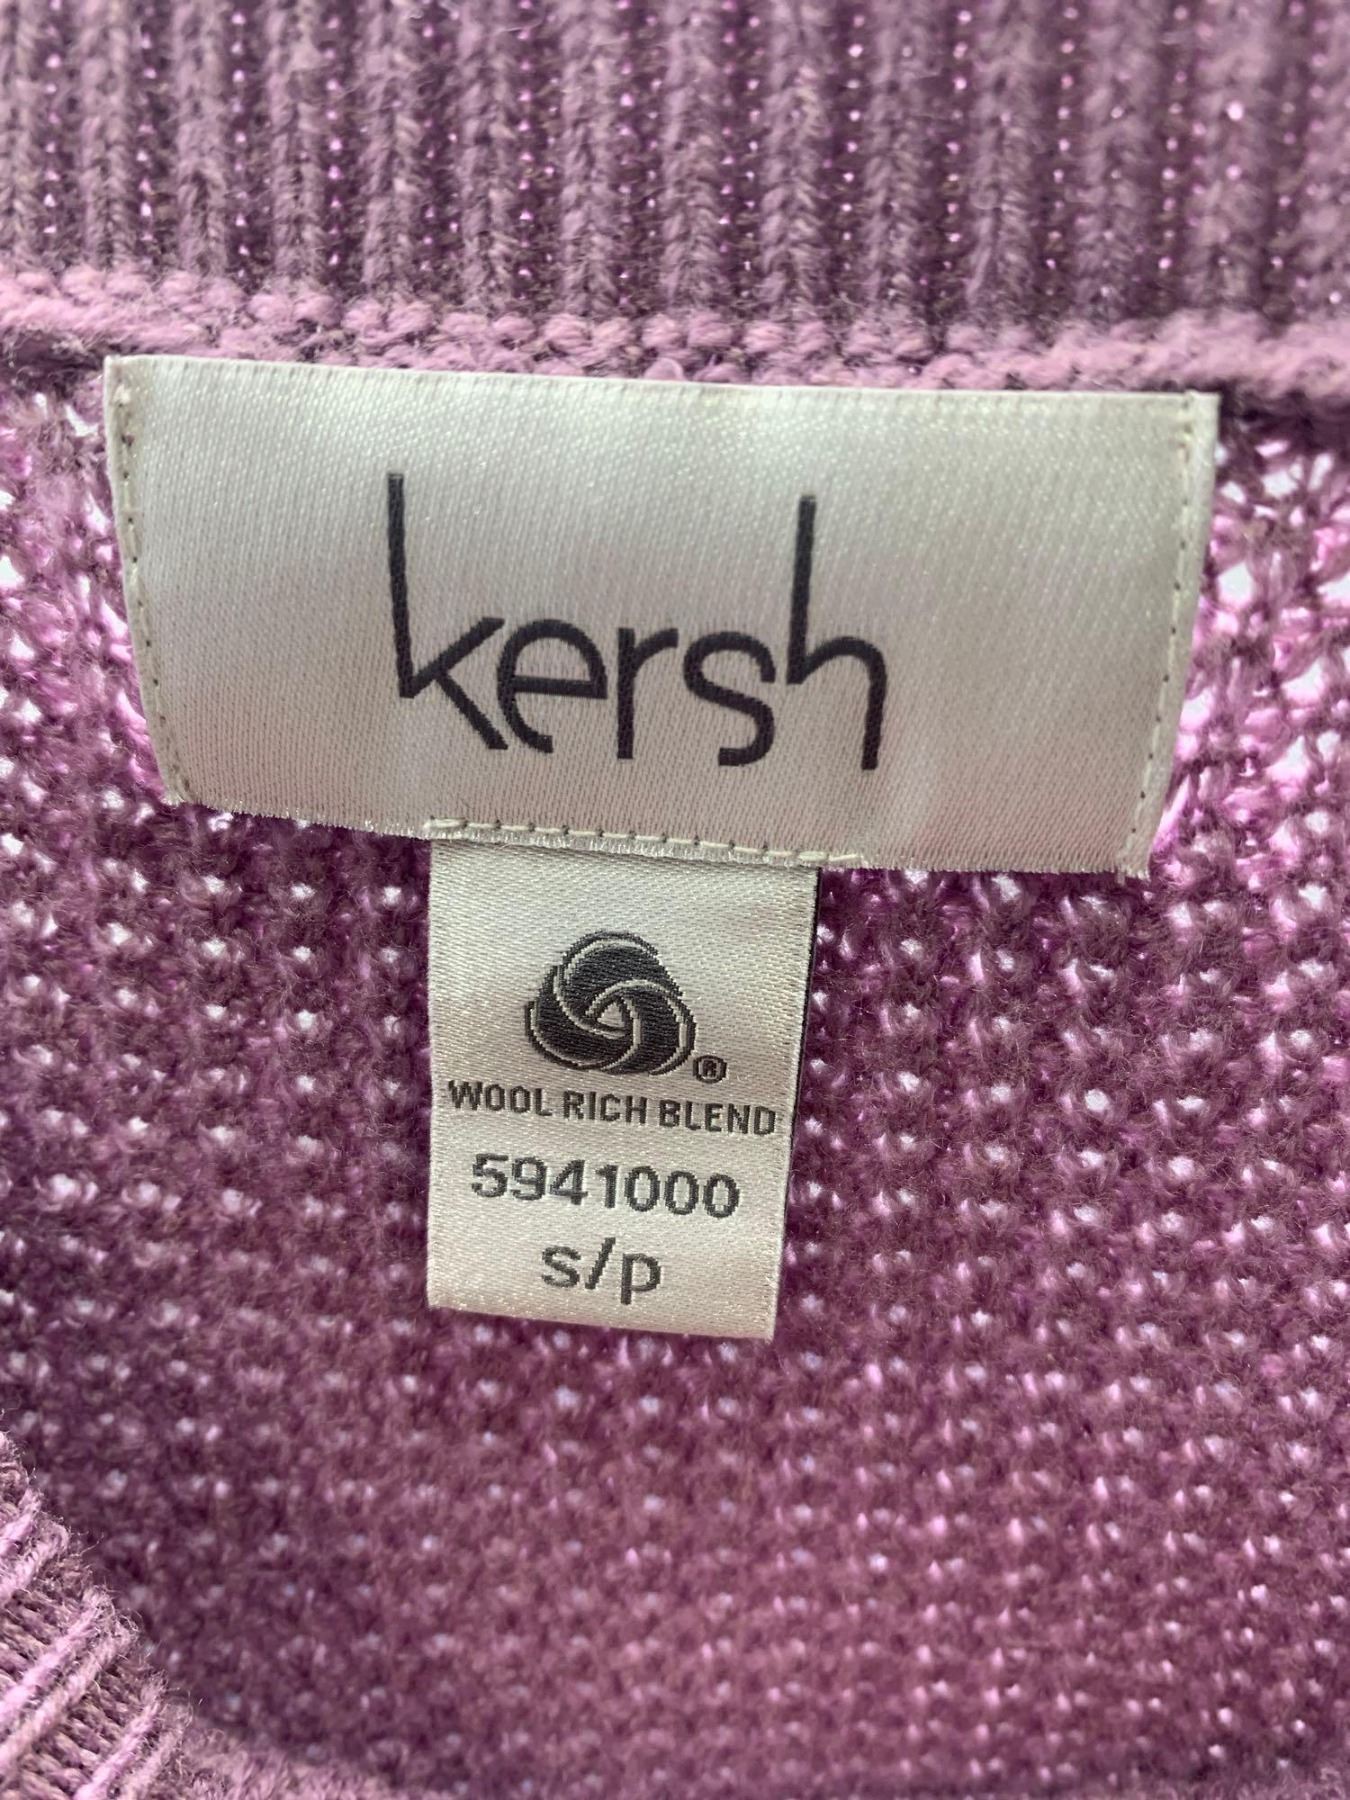 kersh
®
WOOL RICH BLEND
5941000
s/p